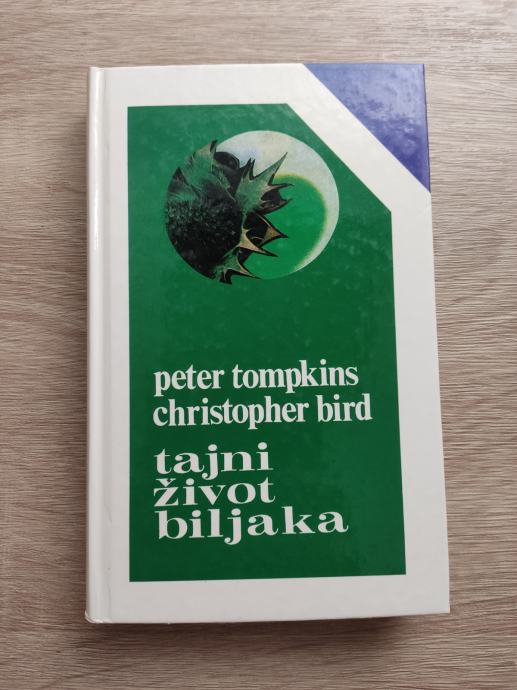 peter tompkins
christopher bird
tajni
život
biljaka